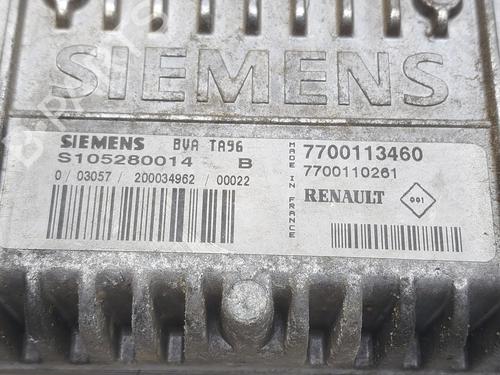 SIEMENS
SIEMENS BVA TA96
S105280014 B
0 / 03057 / 200034962 / 00022
MADE IN FRANCE
7700113460
7700110261
RENAULT 001